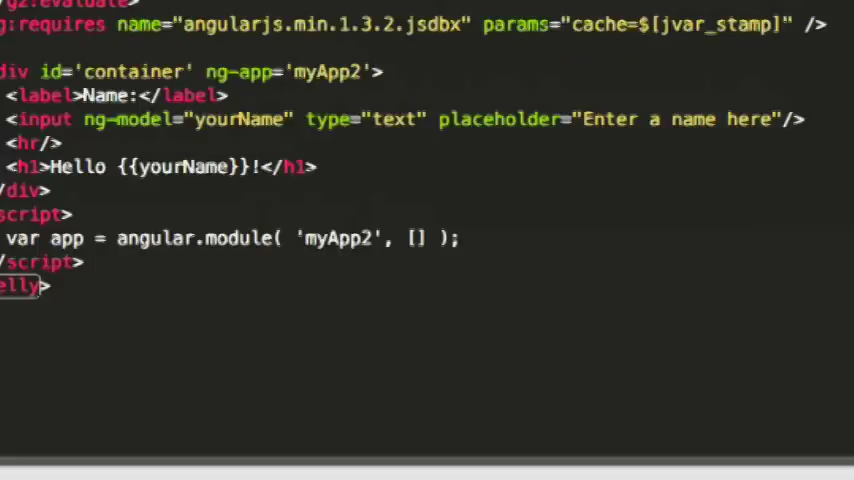 g2:evaluate>
g:requires name="angularjs.min.1.3.2.jsdbx" params="cache=$[jvar_stamp]" />
div id='container' ng-app='myApp2'>
<label>Name:</label>
<input ng-model="yourName" type="text" placeholder="Enter a name here"/>
<hr/>
<h1>Hello {{yourName}}!</h1>
/div>
script>
var app = angular.module( 'myApp2', [] );
/script>
elly>